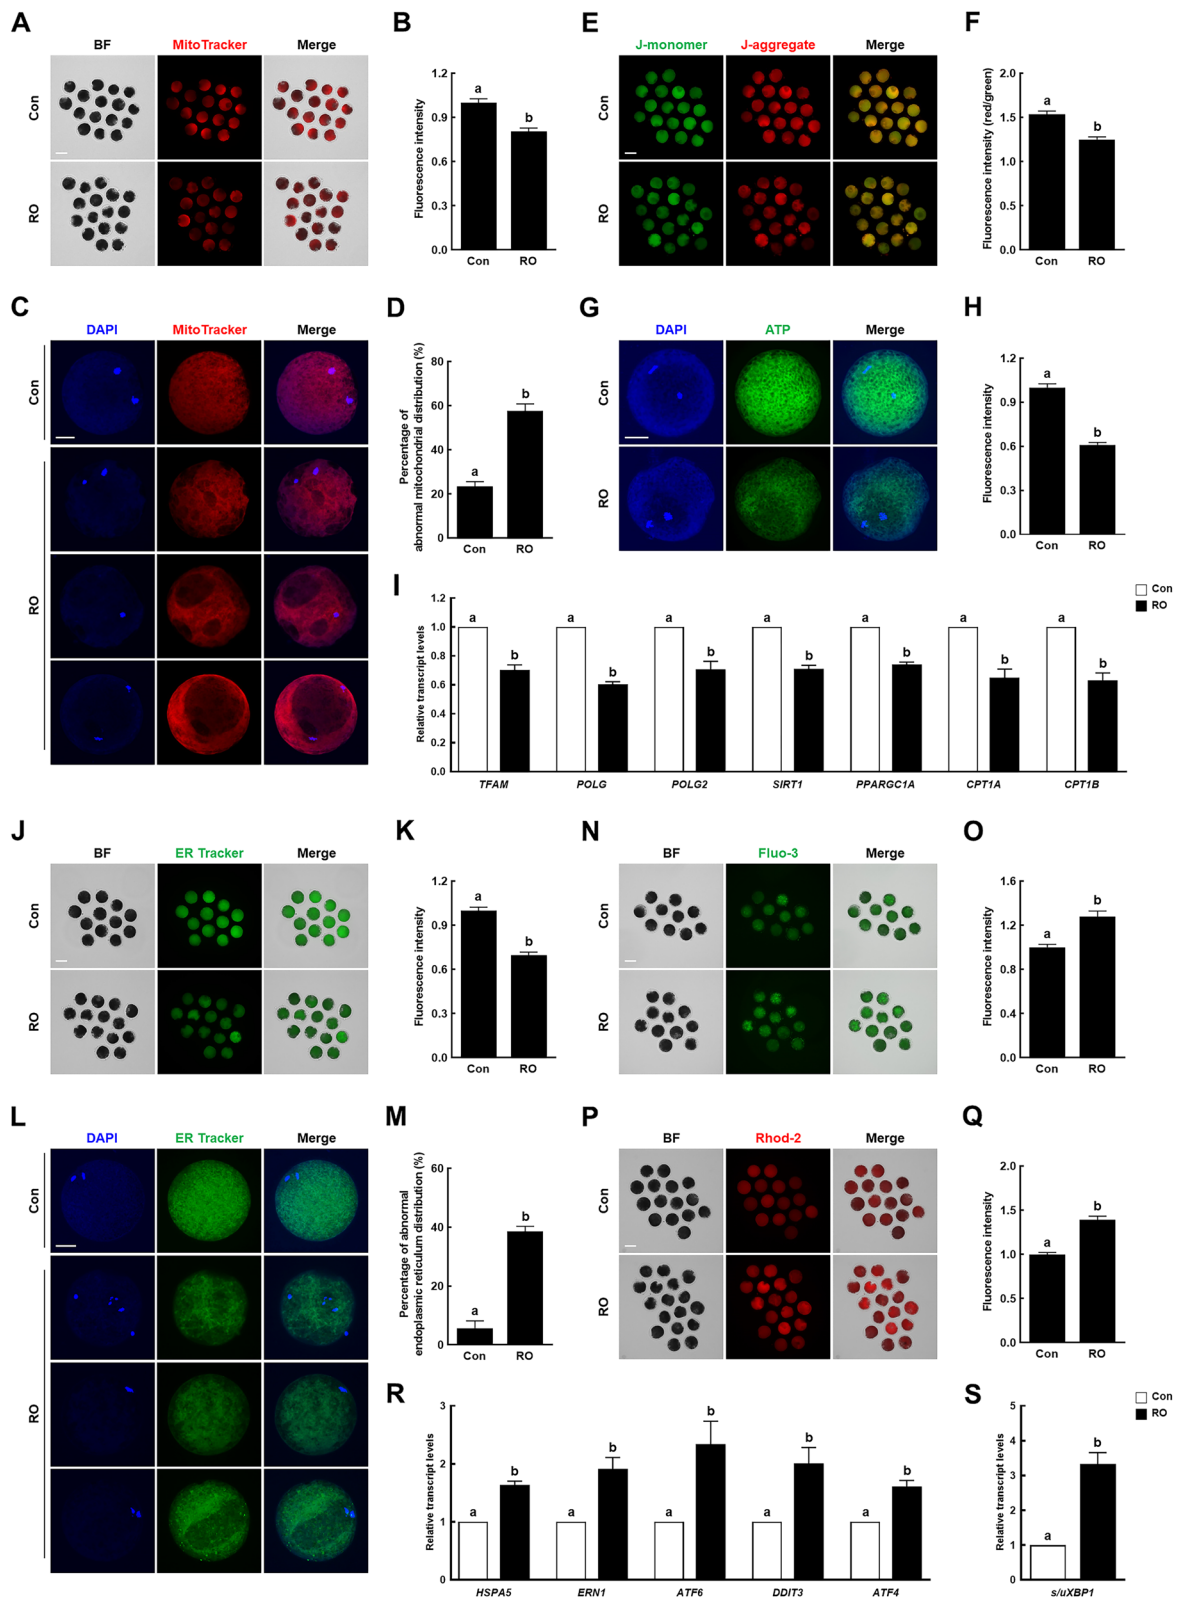 A
BF
MitoTracker
Merge
Con
RO
B
Fluorescence intensity
1.2
0.9
0.6
0.3
0.0
a
b
Con
RO
E
J-monomer
J-aggregate
Merge
Con
RO
F
Fluorescence intensity (red/green)
2.0
1.5
1.0
0.5
0.0
a
b
Con
RO
C
DAPI
MitoTracker
Merge
Con
RO
D
Percentage of
abnormal mitochondrial distribution (%)
80
60
40
20
0
a
b
Con
RO
G
DAPI
ATP
Merge
Con
RO
H
Fluorescence intensity
1.2
0.9
0.6
0.3
0.0
a
b
Con
RO
I
Relative transcript levels
1.2
1.0
0.8
0.6
0.4
0.2
0.0
a
b
a
b
a
b
a
b
a
b
a
b
a
b
TFAM
POLG
POLG2
SIRT1
PPARGC1A
CPT1A
CPT1B
Con
RO
J
BF
ER Tracker
Merge
Con
RO
K
Fluorescence intensity
1.2
0.9
0.6
0.3
0.0
a
b
Con
RO
N
BF
Fluo-3
Merge
Con
RO
O
Fluorescence intensity
1.6
1.2
0.8
0.4
0.0
a
b
Con
RO
L
DAPI
ER Tracker
Merge
Con
RO
M
Percentage of abnormal
endoplasmic reticulum distribution (%)
60
40
20
0
a
b
Con
RO
P
BF
Rhod-2
Merge
Con
RO
Q
Fluorescence intensity
2.0
1.5
1.0
0.5
0.0
a
b
Con
RO
R
Relative transcript levels
3
2
1
0
a
b
a
b
a
b
a
b
a
b
HSPA5
ERN1
ATF6
DDIT3
ATF4
S
Relative transcript levels
5
4
3
2
1
0
a
b
s/uXBP1
Con
RO